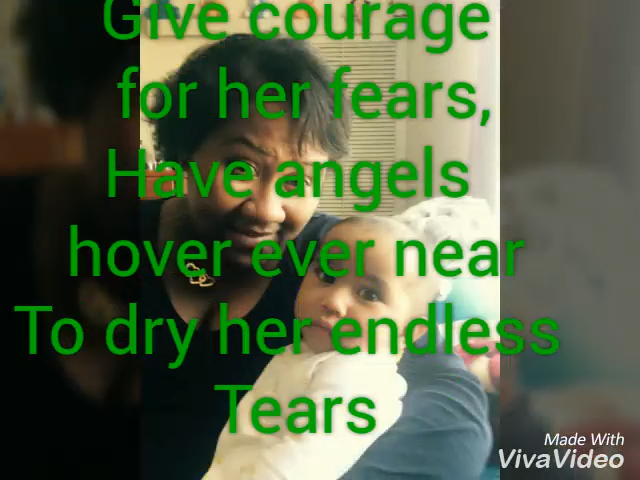 Give courage
for her fears,
Have angels
hover ever near
To dry her endless
Tears
Made With
VivaVideo